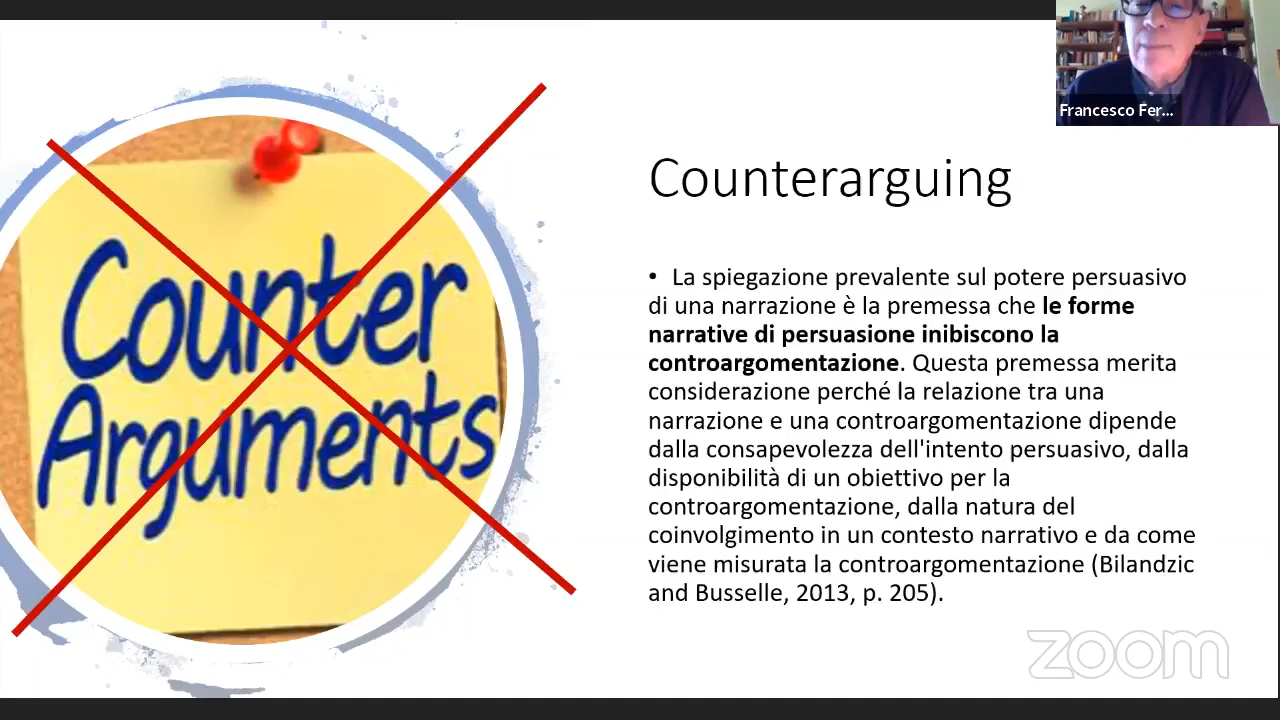 Francesco Fer...
Counter
Arguments
Counterarguing
• La spiegazione prevalente sul potere persuasivo
di una narrazione è la premessa che le forme
narrative di persuasione inibiscono la
controargomentazione. Questa premessa merita
considerazione perché la relazione tra una
narrazione e una controargomentazione dipende
dalla consapevolezza dell'intento persuasivo, dalla
disponibilità di un obiettivo per la
controargomentazione, dalla natura del
coinvolgimento in un contesto narrativo e da come
viene misurata la controargomentazione (Bilandzic
and Busselle, 2013, p. 205).
zoom